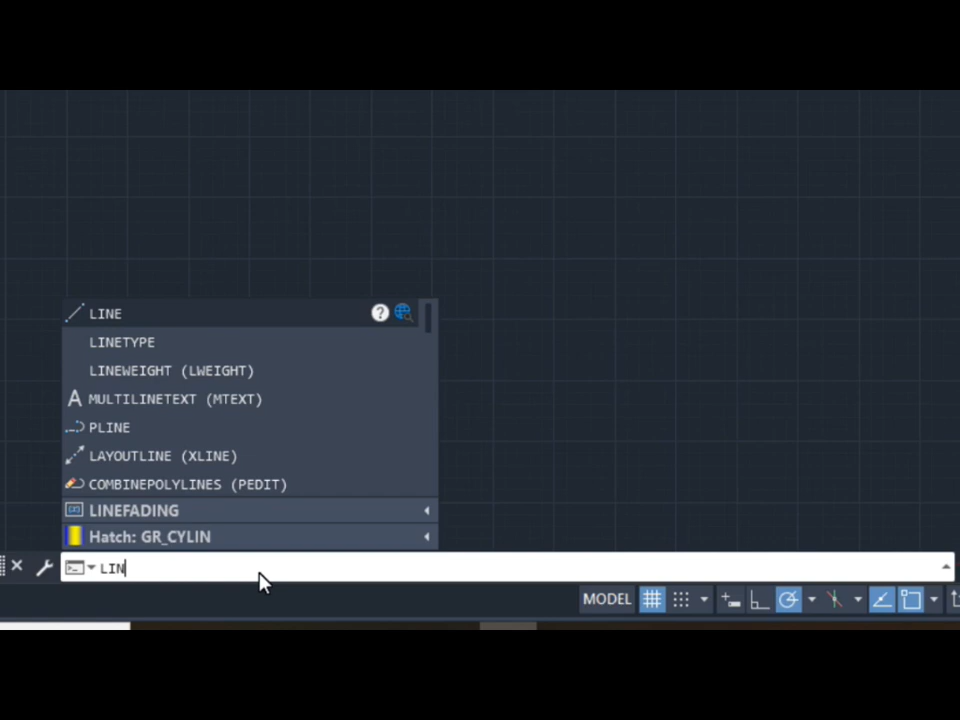 LINE
LINETYPE
LINEWEIGHT (LWEIGHT)
A MULTILINETEXT (MTEXT)
PLINE
LAYOUTLINE (XLINE)
COMBINEPOLYLINES (PEDIT)
LINEFADING
Hatch: GR_CYLIN
LIN
MODEL